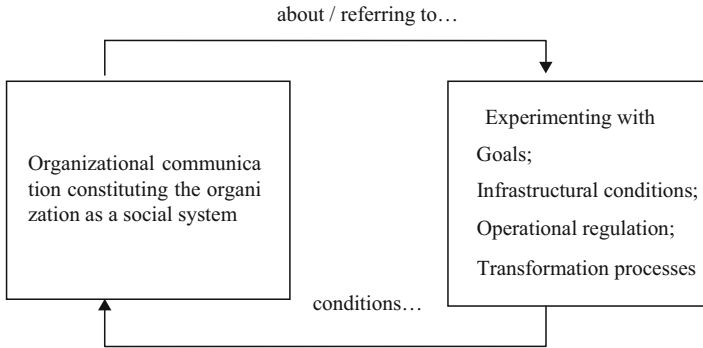 about / referring to…
Organizational communica
tion constituting the organi
zation as a social system
Experimenting with
Goals;
Infrastructural conditions;
Operational regulation;
Transformation processes
conditions…